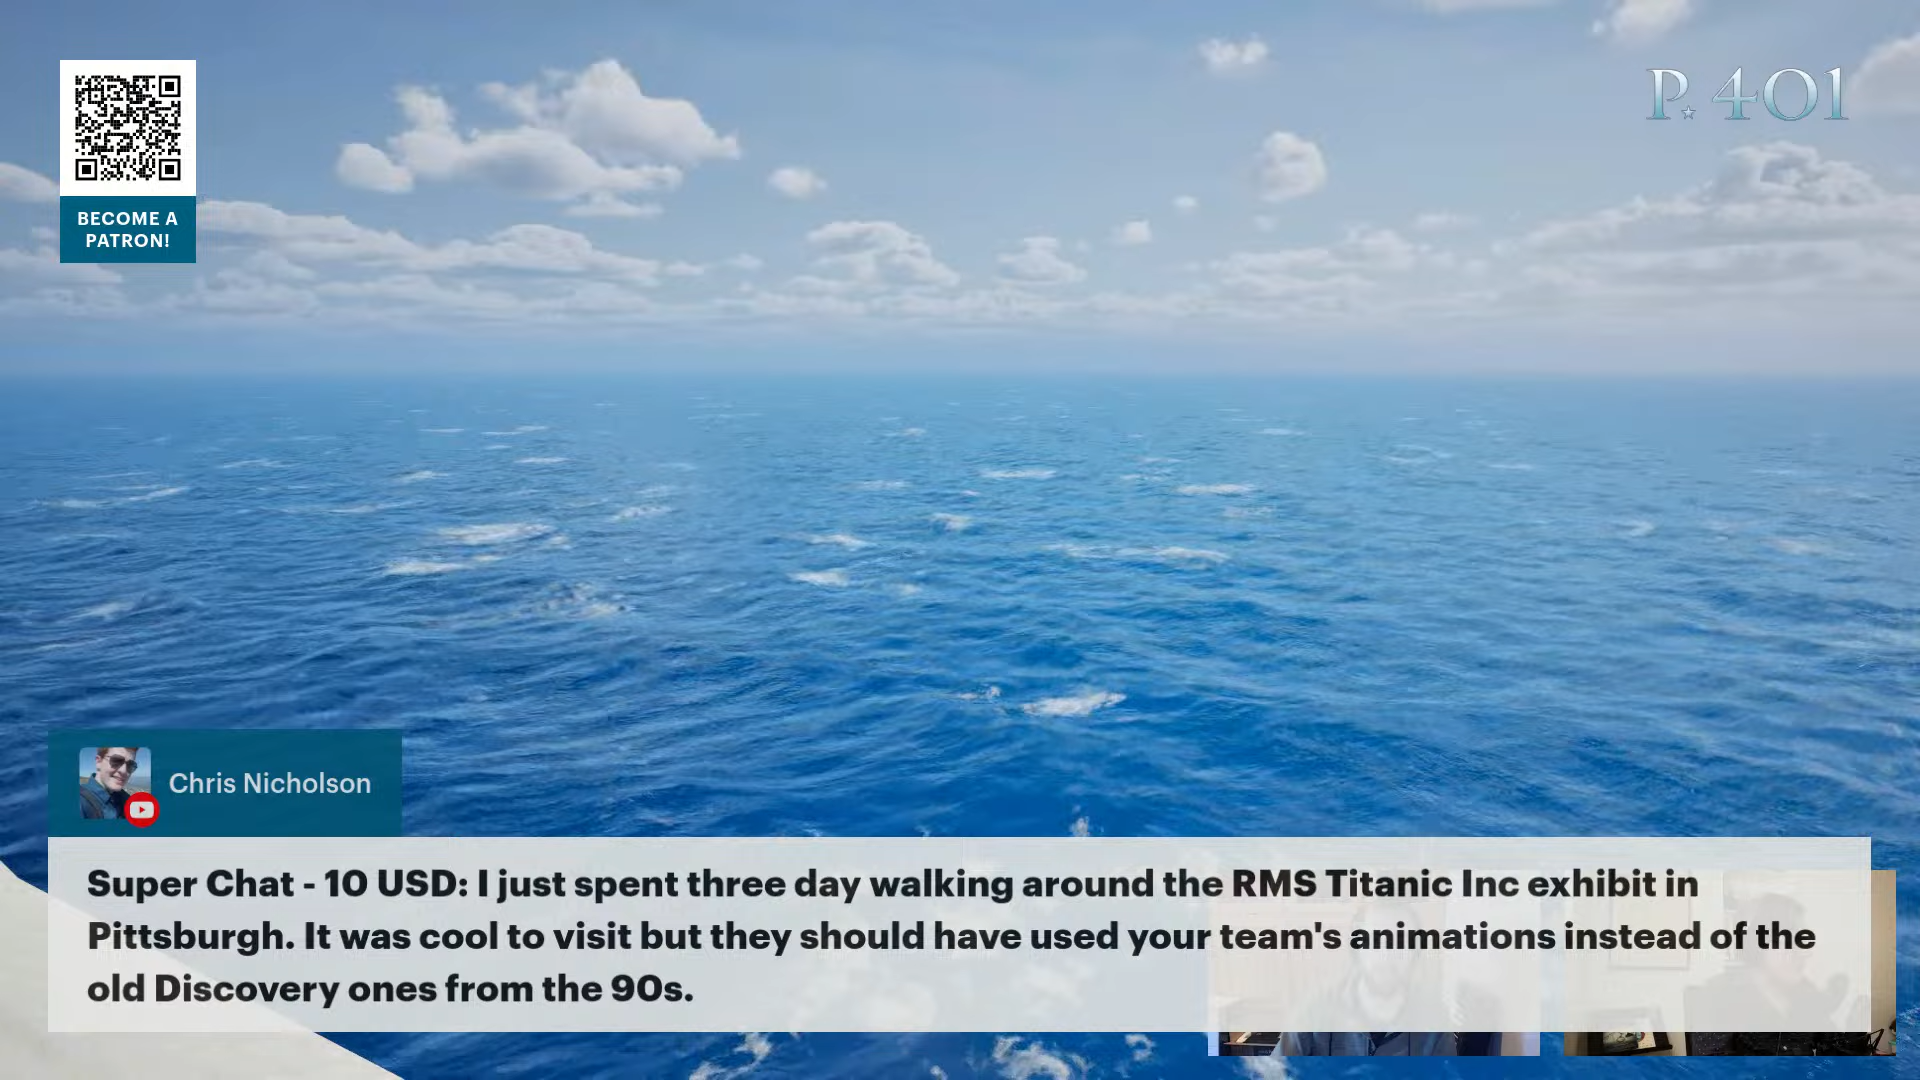 BECOME A
PATRON!
P. 401
Chris Nicholson
Super Chat - 10 USD: I just spent three day walking around the RMS Titanic Inc exhibit in
Pittsburgh. It was cool to visit but they should have used your team's animations instead of the
old Discovery ones from the 90s.